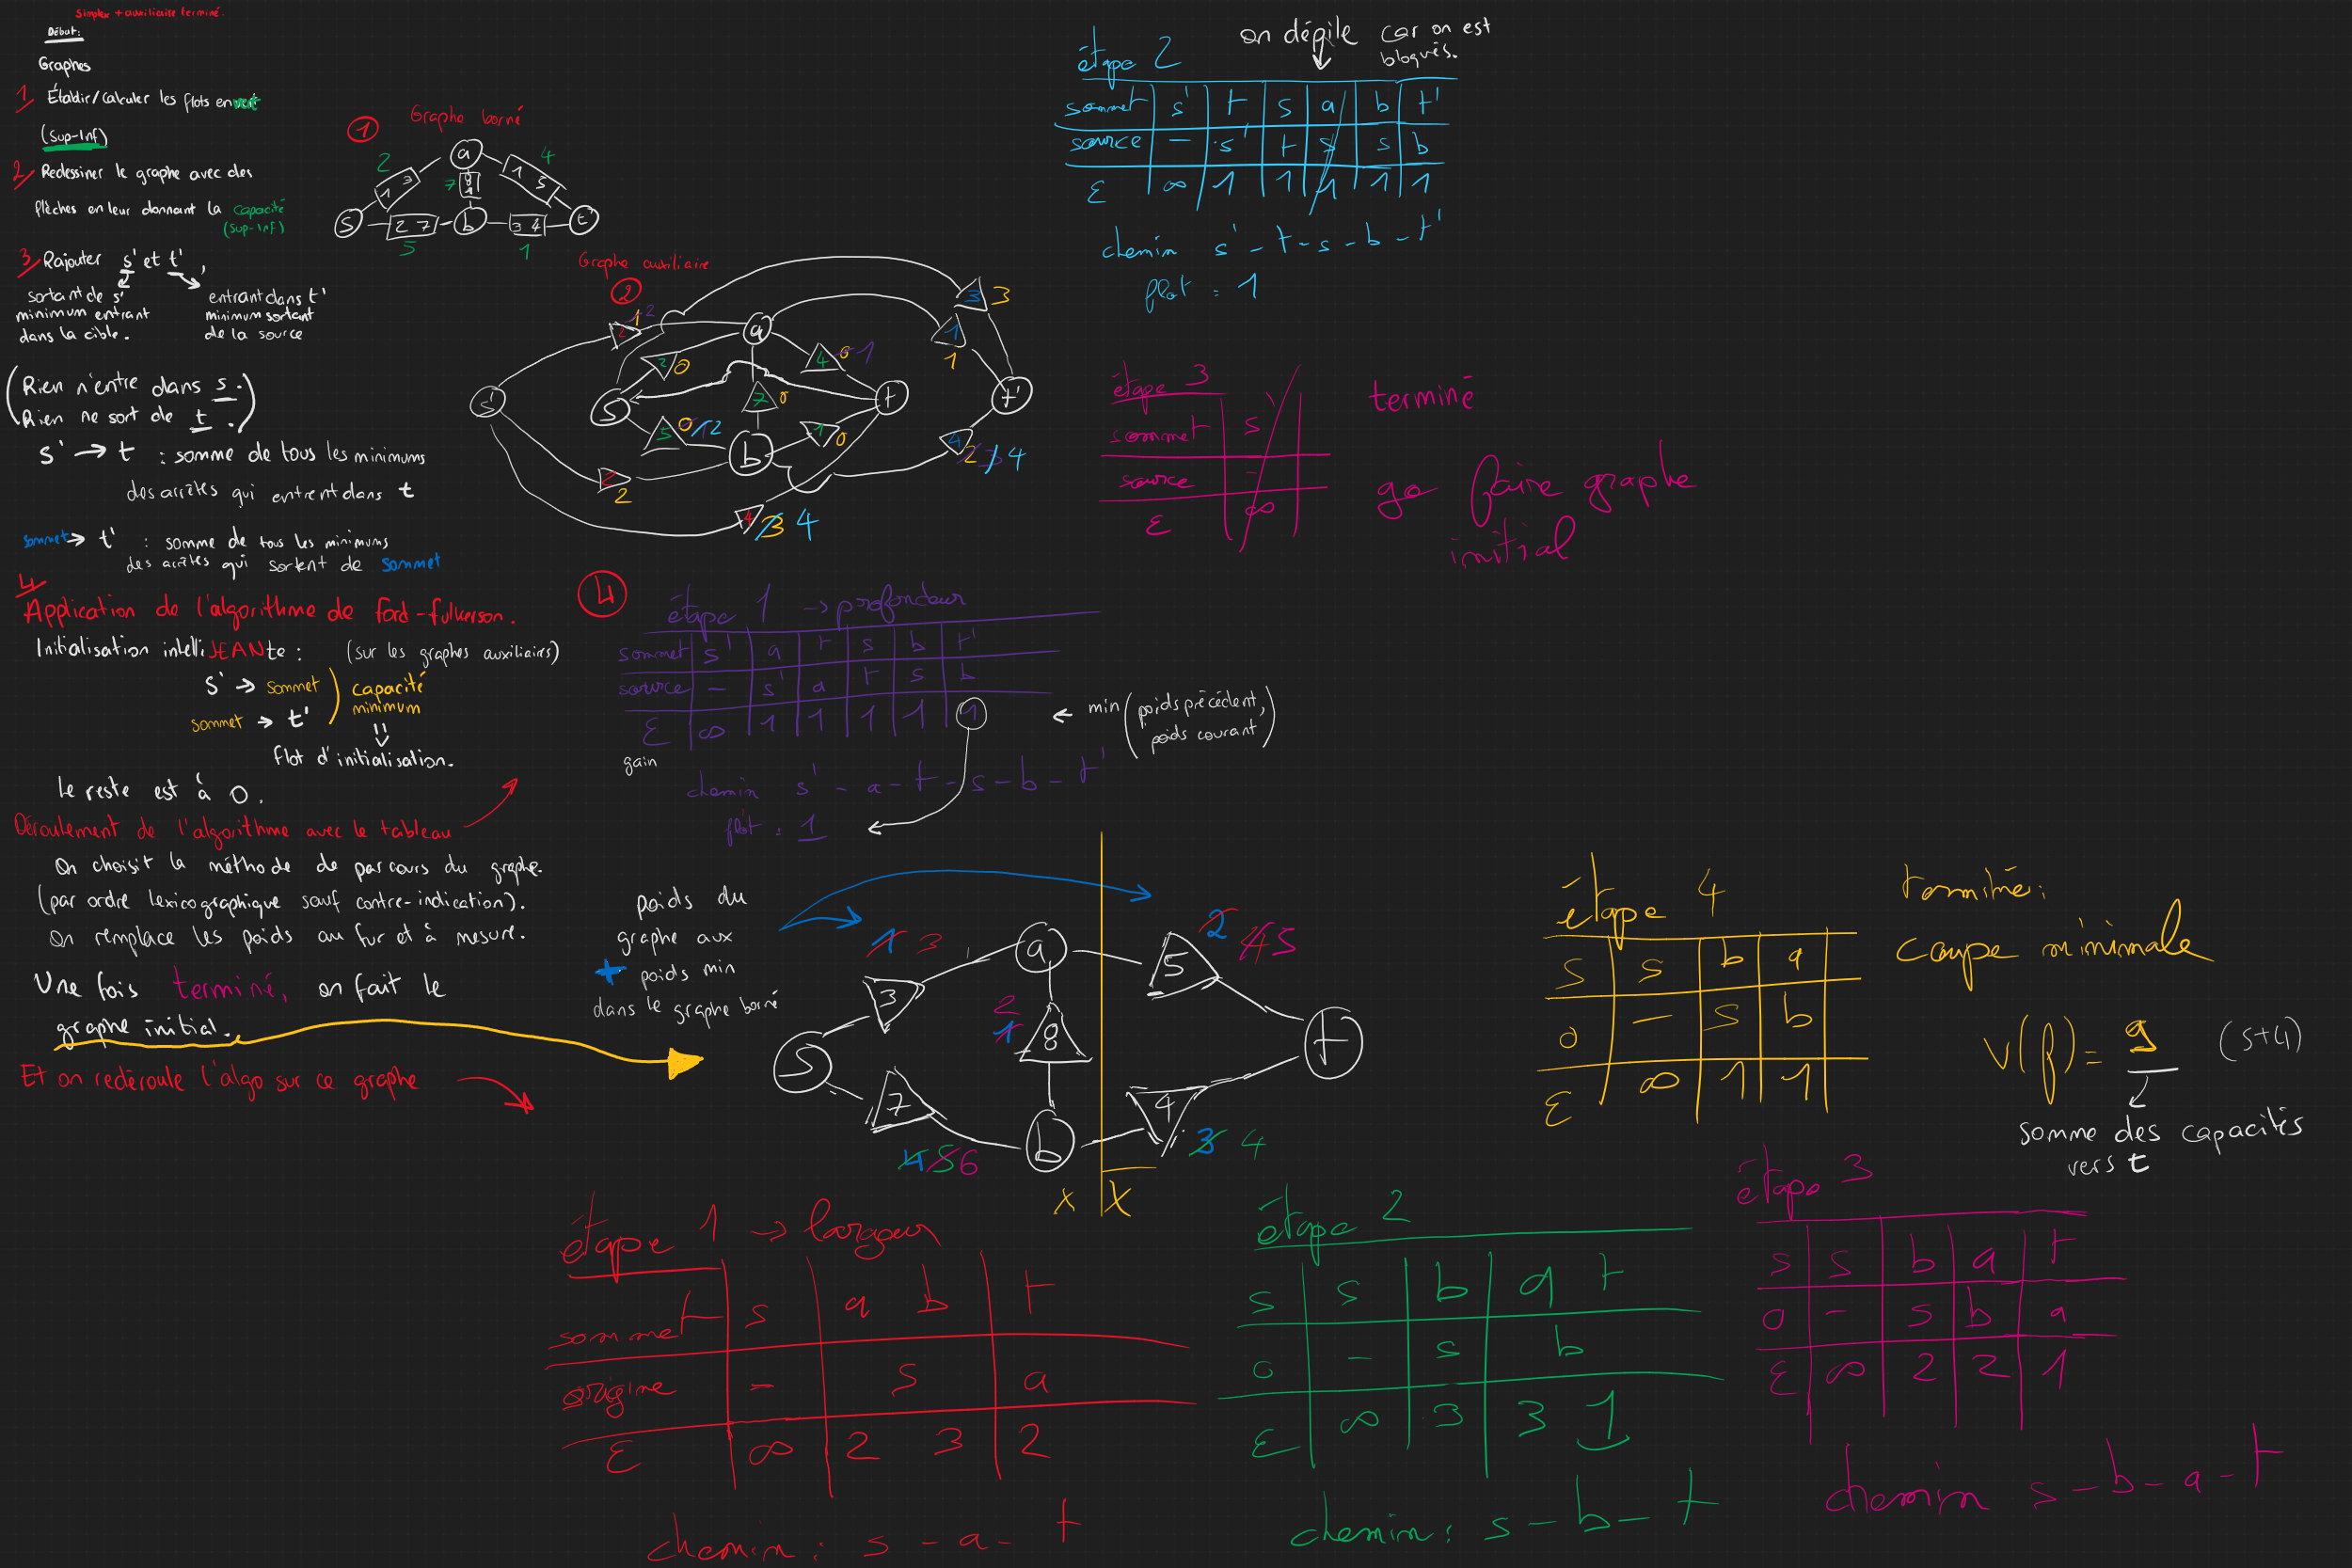 Simplex + auxiliaire terminé.
Début:
Graphes
1/ Établir/calculer les flots en vert
(Sup-Inf)
2/ Redessiner le graphe avec des
flèches en leur donnant la capacité
(Sup-Inf)
3/ Rajouter s' et t',
sortant de s'
minimum entrant
dans la cible.
entrant dans t'
minimum sortant
de la source
(Rien n'entre dans s.
Rien ne sort de t.)
s' → t : somme de tous les minimums
des arrêtes qui entrent dans t
sommet → t' : somme de tous les minimums
des arrêtes qui sortent de sommet
4/
Application de l'algorithme de ford-fulkerson.
Initialisation intelliJEANte : (sur les graphes auxiliaires)
s' → sommet
sommet → t'
capacité
minimum
=
flot d'initialisation.
Le reste est à 0.
Déroulement de l'algorithme avec le tableau
On choisit la méthode de parcours du graphe.
(par ordre lexicographique sauf contre-indication).
On remplace les poids au fur et à mesure.
Une fois terminé, on fait le
graphe initial.
Et on redéroule l'algo sur ce graphe
1 Graphe borné
2 a 4
1 3 7 8 1 5
S 2 7 b 3 4 t
5 1
Graphe auxiliaire
2
2 1 2 a 3 3
2 0 4 0 1 1 1
s' S 7 0 t t'
5 0 1 2 b 1 0 4 2 3 4
2 2
4 3 4
on dépile car on est
bloqués.
étape 2
sommet s' t s a b t'
source - s' t s s b
ε ∞ 1 1 1 1 1
chemin s' - t - s - b - t'
flot : 1
étape 3
sommet s'
source -
ε ∞
terminé
go faire graphe
initial
4
étape 1 → profondeur
sommet s' a t s b t'
source - s' a t s b
ε ∞ 1 1 1 1 1
← min (poids précédent,
poids courant)
gain
chemin s' - a - t - s - b - t'
flot : 1
poids du
graphe aux
+ poids min
dans le graphe borné
1 3 a 2 4 5
3 5
S 2 1 8 t
7 4
4 5 6 b 3 4
X X
étape 4
S s b a
O - s b
ε ∞ 1 1
terminé :
coupe minimale
v(f) = 9 (5+4)
somme des capacités
vers t
étape 1 → largeur
sommet s a b t
origine - s a
ε ∞ 2 3 2
chemin : s - a - t
étape 2
S s b a t
O - s b
ε ∞ 3 3 1
chemin : s - b - t
étape 3
S s b a t
O - s b a
ε ∞ 2 2 1
chemin s - b - a - t